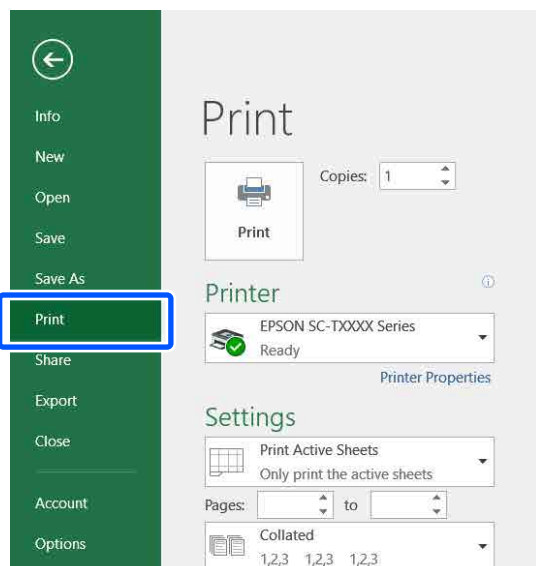 Info
New
Open
Save
Save As
Print
Share
Export
Close
Account
Options
Print
Copies: 1
Print
Printer
EPSON SC-TXXXX Series
Ready
Printer Properties
Settings
Print Active Sheets
Only print the active sheets
Pages: to
Collated
1,2,3 1,2,3 1,2,3